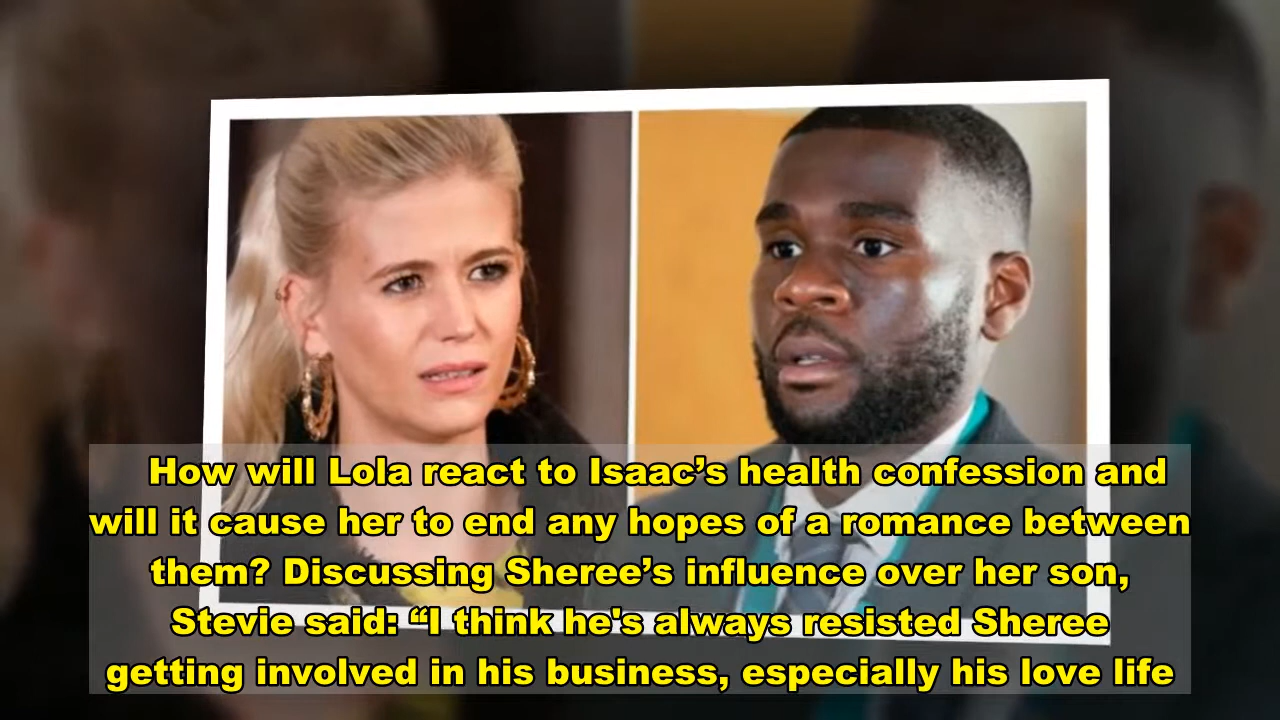 How will Lola react to Isaac’s health confession and
will it cause her to end any hopes of a romance between
them? Discussing Sheree’s influence over her son,
Stevie said: “I think he's always resisted Sheree
getting involved in his business, especially his love life